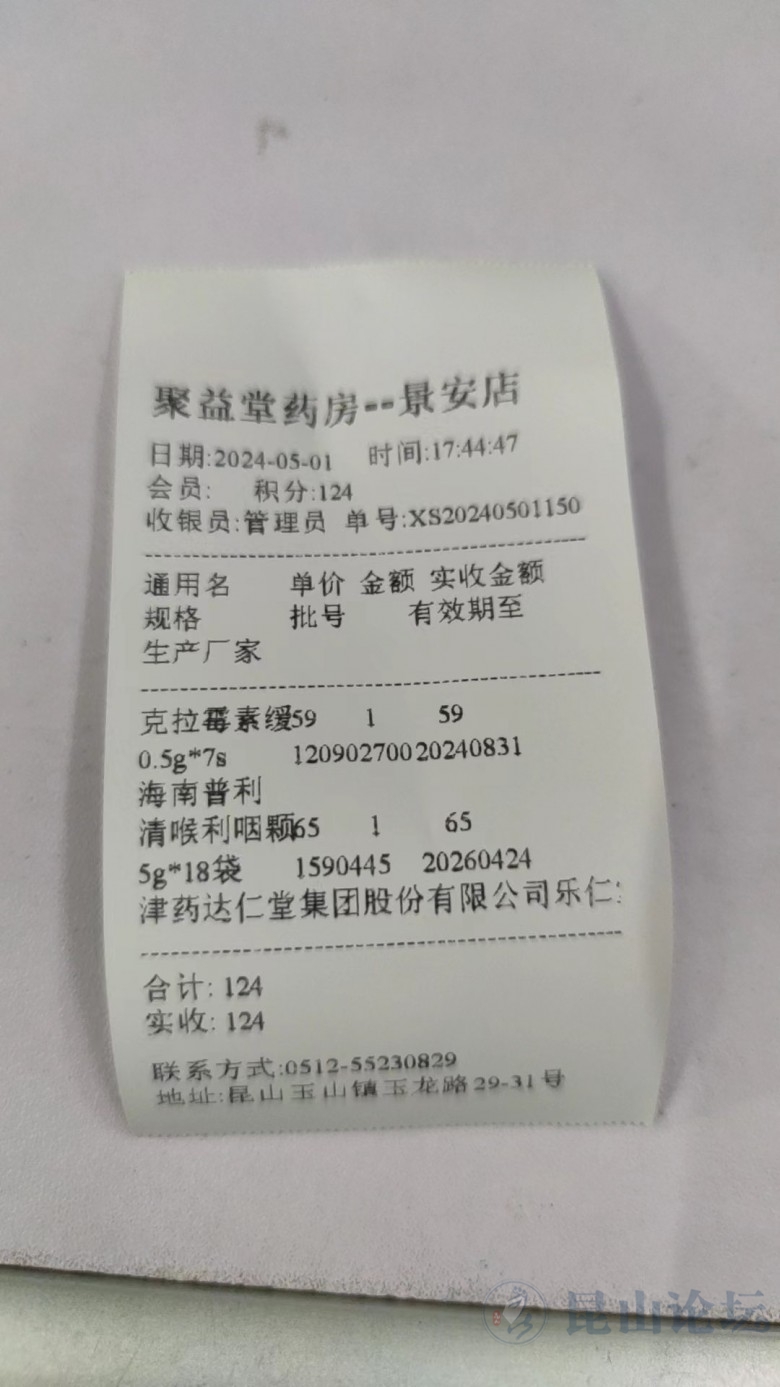 聚益堂药房--景安店
日期:2024-05-01 时间:17:44:47
会员: 积分:124
收银员:管理员 单号:XS20240501150
通用名 单价 金额 实收金额
规格 批号 有效期至
生产厂家
克拉霉素缓59 1 59
0.5g*7s 120902700 20240831
海南普利
清喉利咽颗65 1 65
5g*18袋 1590445 20260424
津药达仁堂集团股份有限公司乐仁
合计: 124
实收: 124
联系方式:0512-55230829
地址:昆山玉山镇玉龙路29-31号
昆山论坛